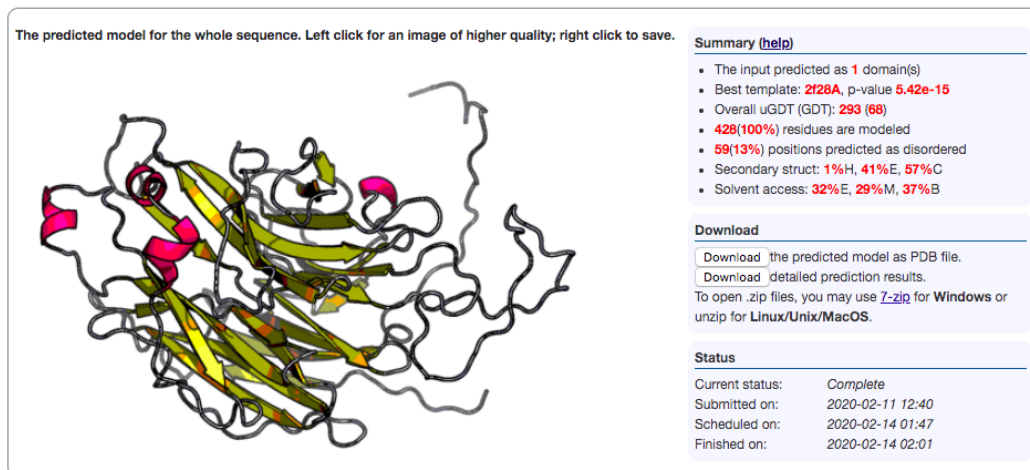 The predicted model for the whole sequence. Left click for an image of higher quality; right click to save.
Summary (help)
• The input predicted as 1 domain(s)
• Best template: 2f28A, p-value 5.42e-15
• Overall uGDT (GDT): 293 (68)
• 428(100%) residues are modeled
• 59(13%) positions predicted as disordered
• Secondary struct: 1%H, 41%E, 57%C
• Solvent access: 32%E, 29%M, 37%B
Download
Download the predicted model as PDB file.
Download detailed prediction results.
To open .zip files, you may use 7-zip for Windows or
unzip for Linux/Unix/MacOS.
Status
Current status: Complete
Submitted on: 2020-02-11 12:40
Scheduled on: 2020-02-14 01:47
Finished on: 2020-02-14 02:01